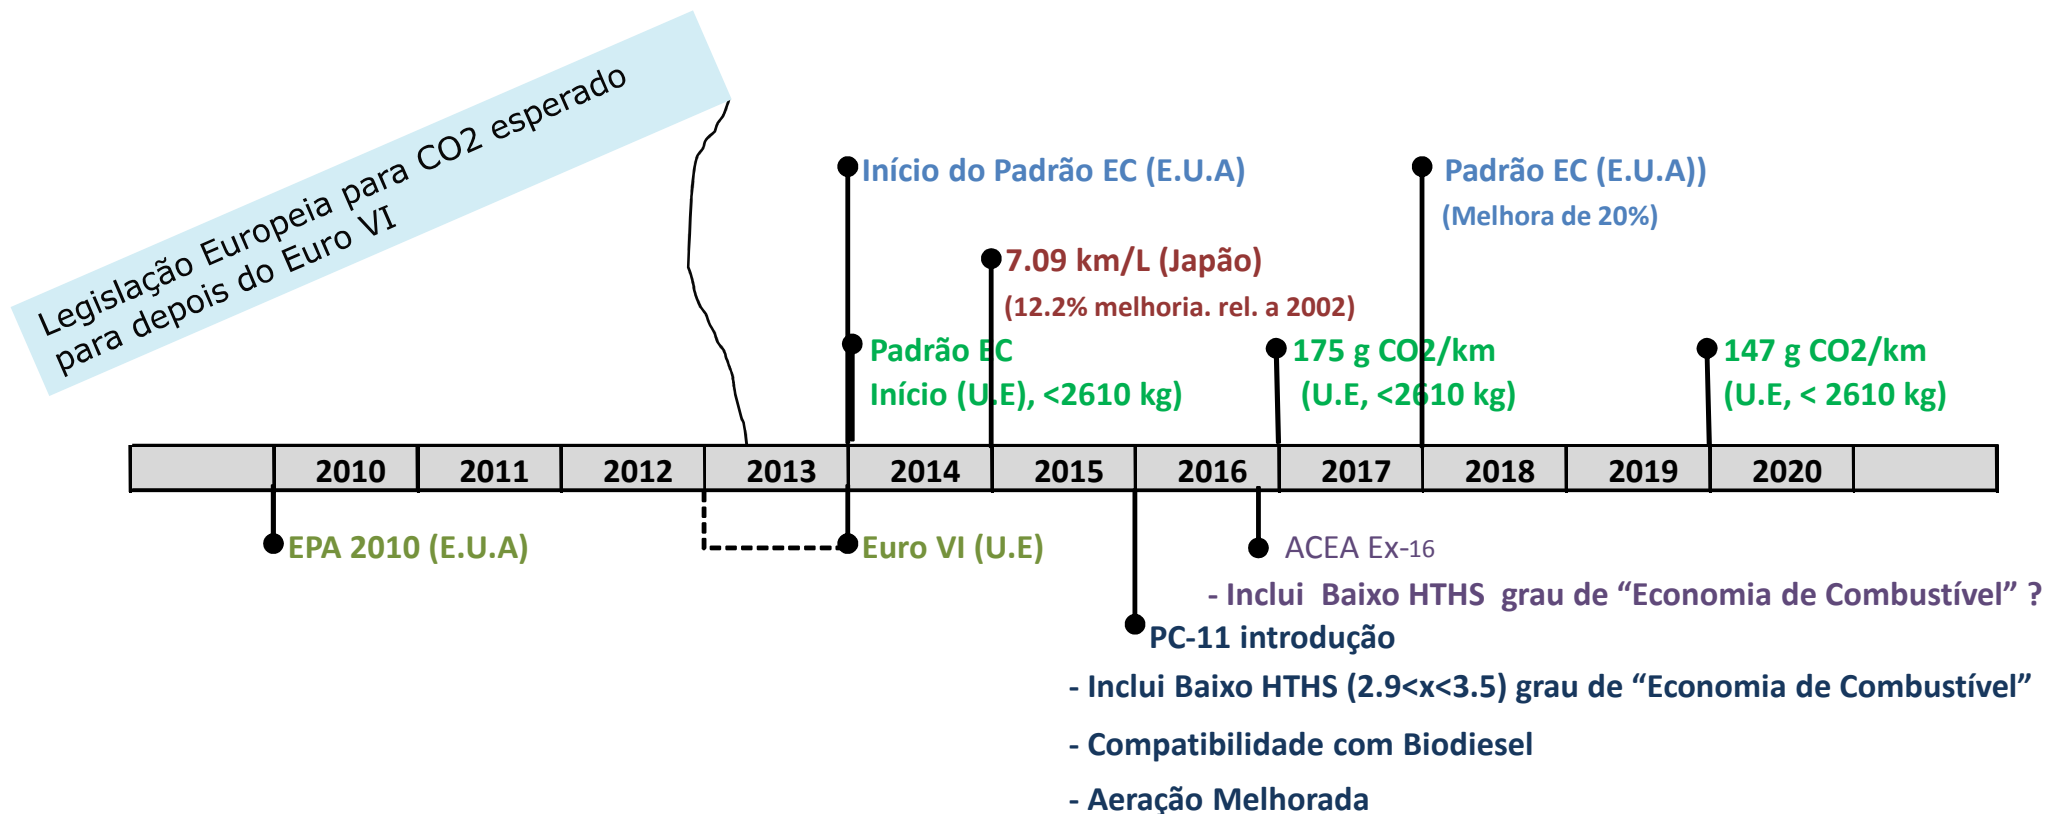 Legislação Europeia para CO2 esperado
para depois do Euro VI
Início do Padrão EC (E.U.A)
Padrão EC (E.U.A))
(Melhora de 20%)
7.09 km/L (Japão)
(12.2% melhoria. rel. a 2002)
Padrão EC
Início (U.E), <2610 kg)
175 g CO2/km
(U.E, <2610 kg)
147 g CO2/km
(U.E, < 2610 kg)
2010 2011 2012 2013 2014 2015 2016 2017 2018 2019 2020
EPA 2010 (E.U.A)
Euro VI (U.E)
ACEA Ex-16
- Inclui Baixo HTHS grau de “Economia de Combustível” ?
PC-11 introdução
- Inclui Baixo HTHS (2.9<x<3.5) grau de “Economia de Combustível”
- Compatibilidade com Biodiesel
- Aeração Melhorada